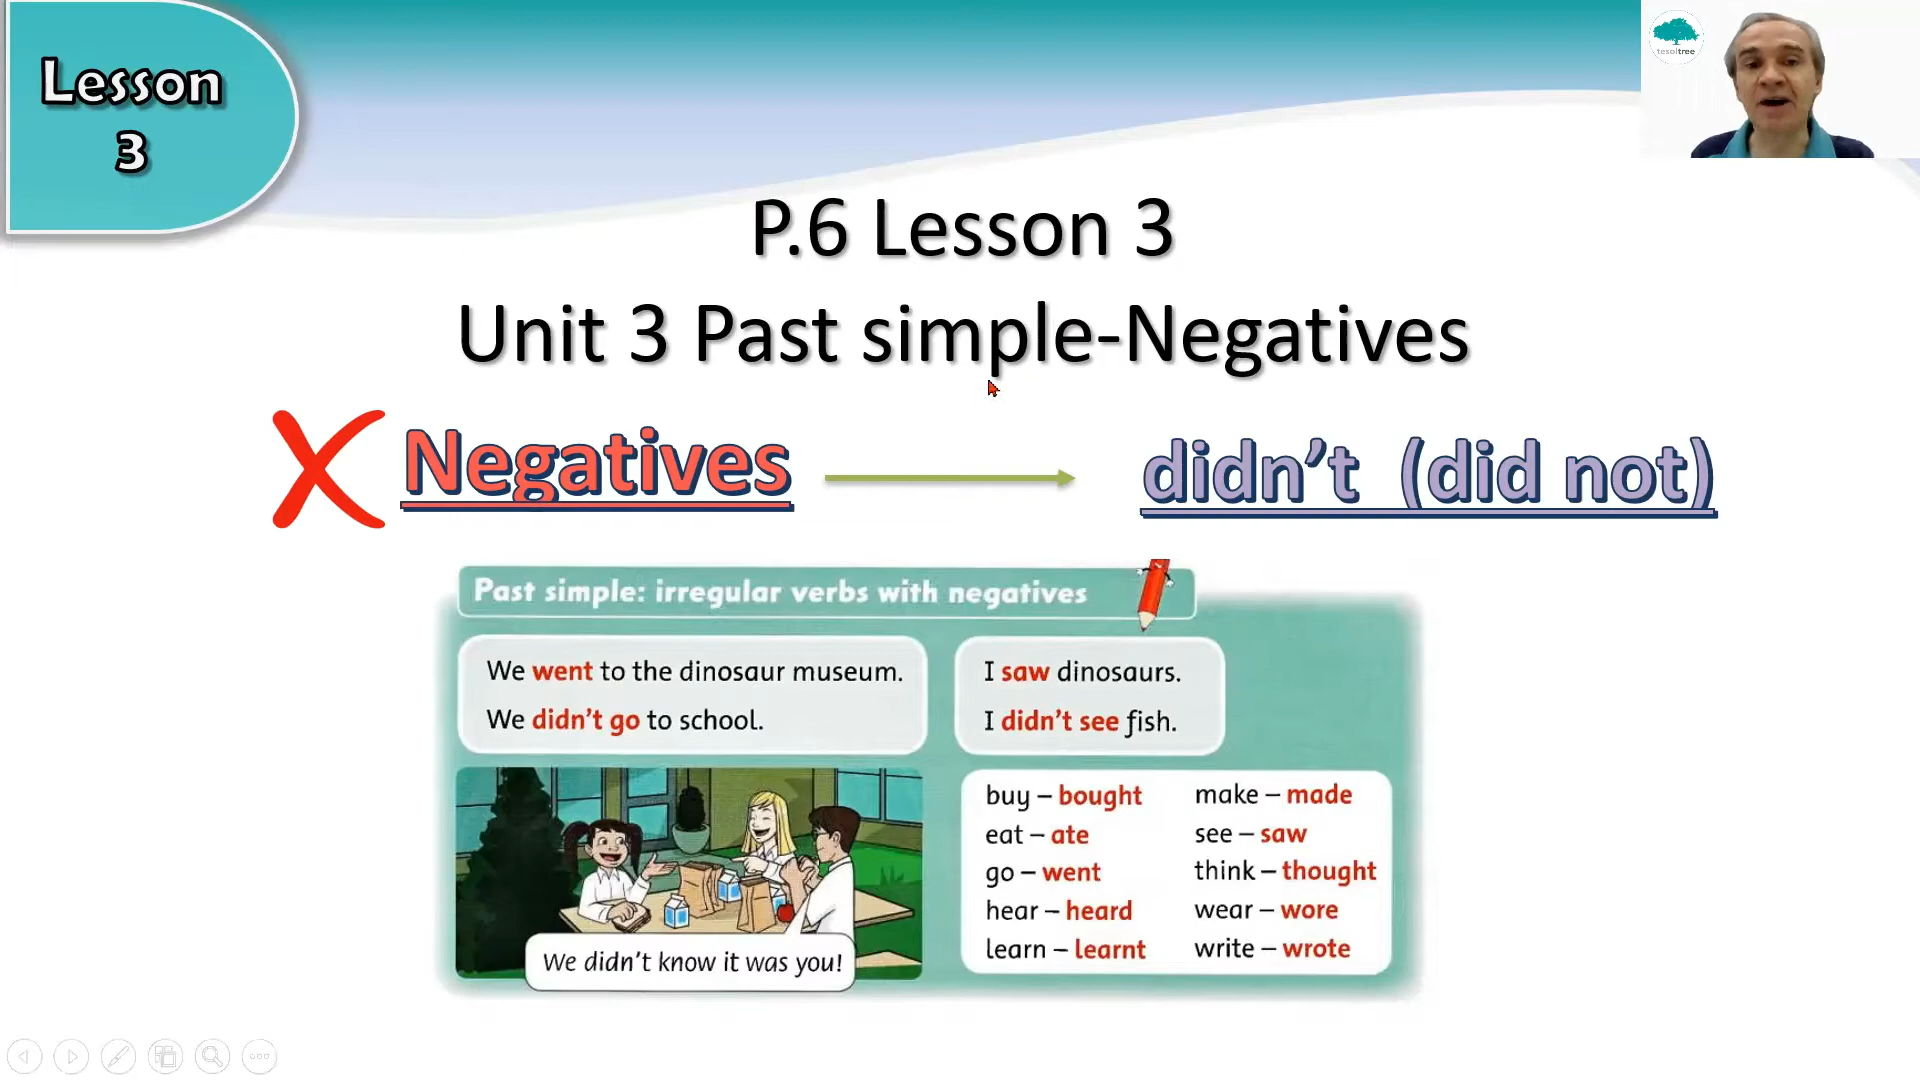 Lesson
3
tesoltree
P.6 Lesson 3
Unit 3 Past simple-Negatives
Negatives
didn’t (did not)
Past simple: irregular verbs with negatives
We went to the dinosaur museum.
We didn’t go to school.
I saw dinosaurs.
I didn’t see fish.
We didn’t know it was you!
buy – bought
eat – ate
go – went
hear – heard
learn – learnt
make – made
see – saw
think – thought
wear – wore
write – wrote